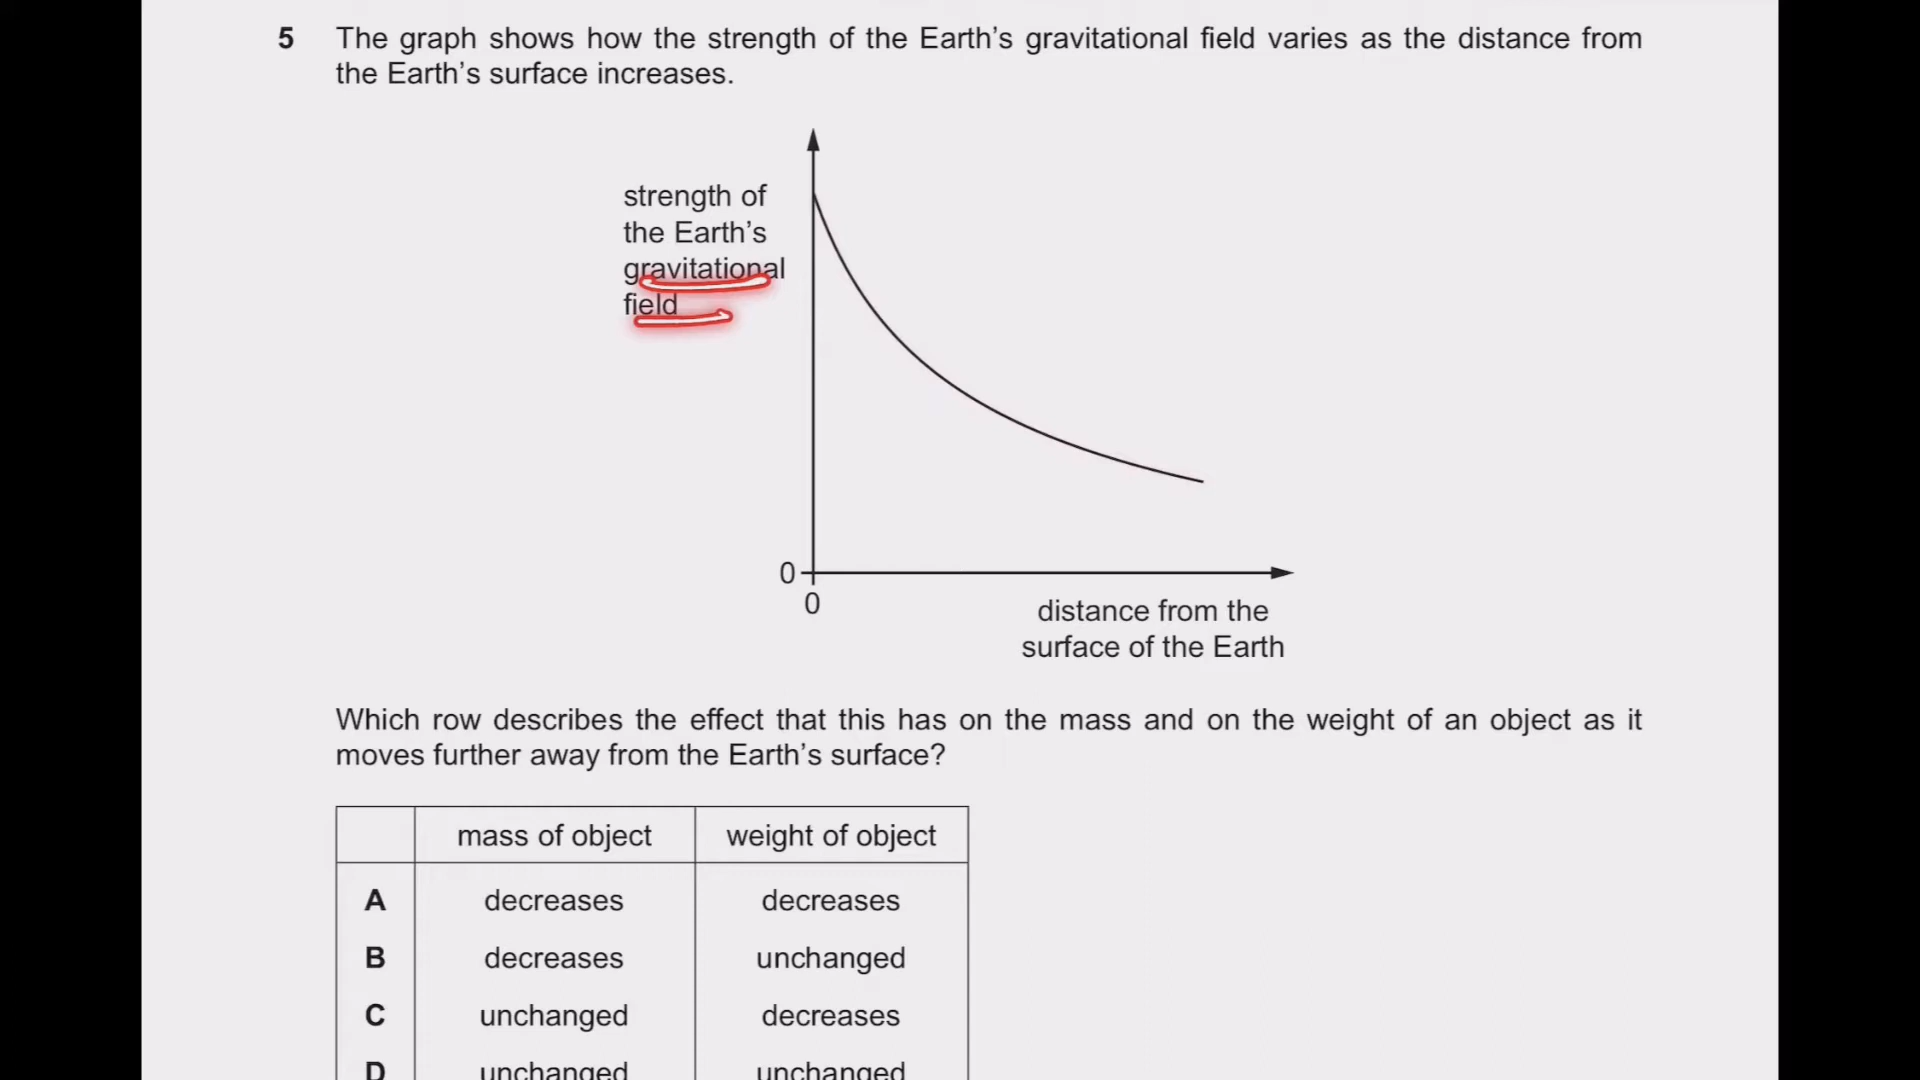 5 The graph shows how the strength of the Earth’s gravitational field varies as the distance from
the Earth’s surface increases.
strength of
the Earth’s
gravitational
field
0
0
distance from the
surface of the Earth
Which row describes the effect that this has on the mass and on the weight of an object as it
moves further away from the Earth’s surface?
mass of object weight of object
A decreases decreases
B decreases unchanged
C unchanged decreases
D unchanged unchanged